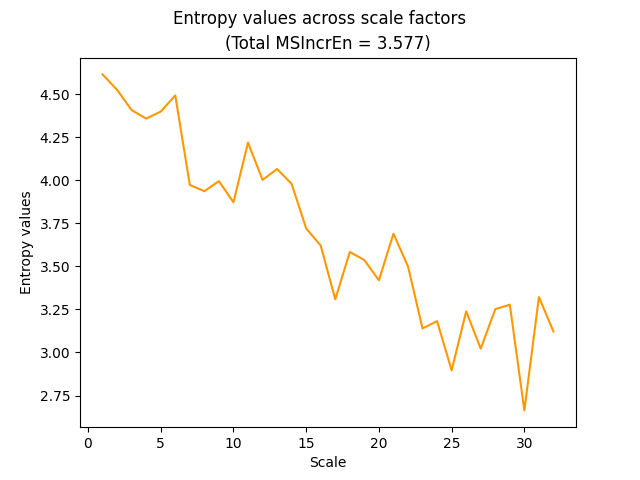 Entropy values across scale factors
(Total MSIncrEn = 3.577)
4.50
4.25
4.00
3.75
3.50
3.25
3.00
2.75
Entropy values
0 5 10 15 20 25 30
Scale